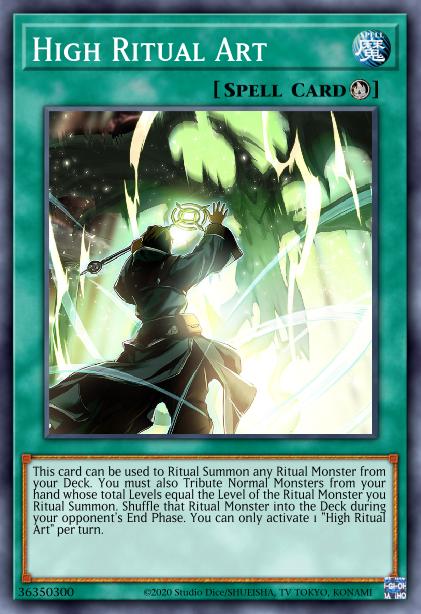 High Ritual Art
SPELL
魔
[Spell Card]
This card can be used to Ritual Summon any Ritual Monster from
your Deck. You must also Tribute Normal Monsters from your
hand whose total Levels equal the Level of the Ritual Monster you
Ritual Summon. Shuffle that Ritual Monster into the Deck during
your opponent's End Phase. You can only activate 1 "High Ritual
Art" per turn.
36350300
©2020 Studio Dice/SHUEISHA, TV TOKYO, KONAMI